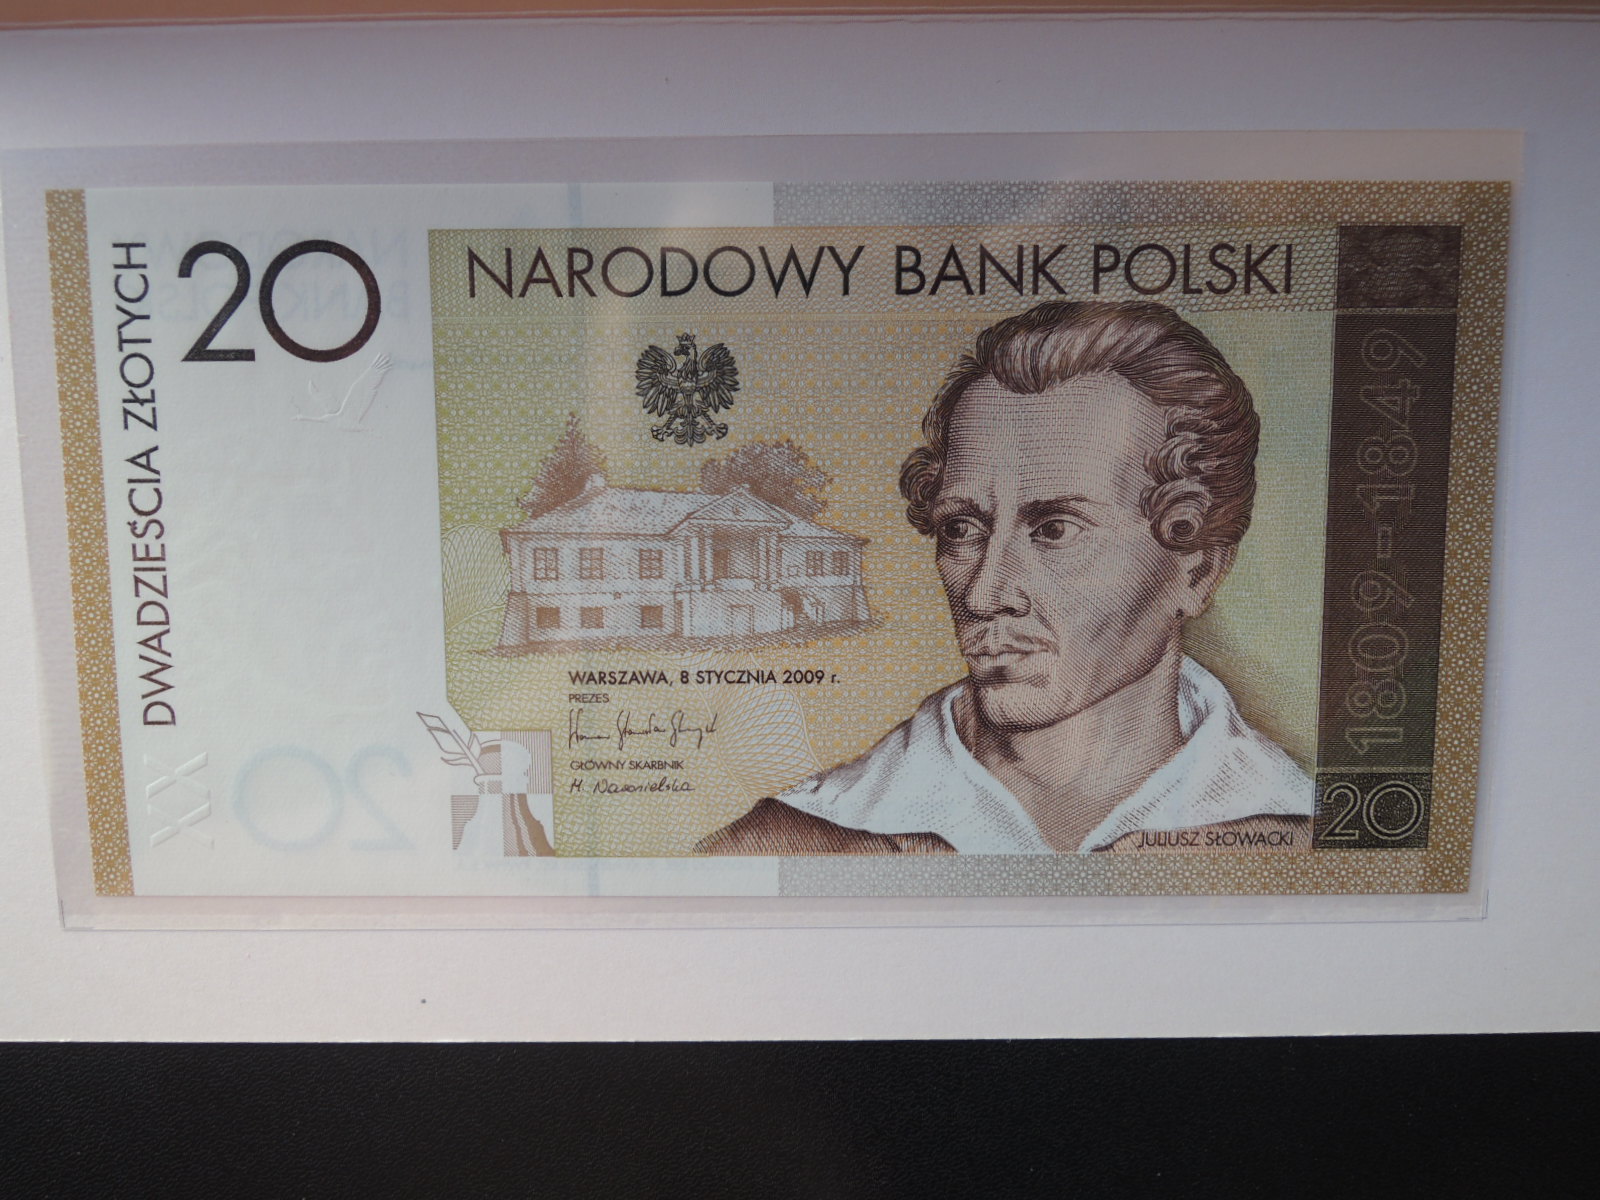 DWADZIEŚCIA ZŁOTYCH
20
NARODOWY BANK POLSKI
WARSZAWA, 8 STYCZNIA 2009 r.
PREZES
GŁÓWNY SKARBNIK
1809 - 1849
20
JULIUSZ SŁOWACKI
XX
20